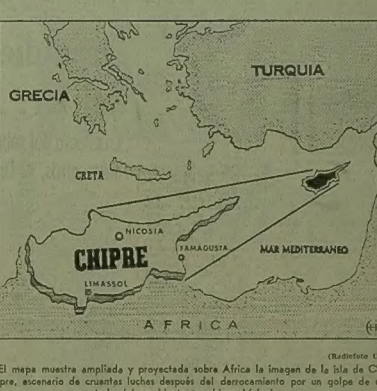 TURQUIA
GRECIA
CRETA
NICOSIA
CHIPRE
FAMAGUSTA
MAR MEDITERRANEO
LIMASSOL
AFRICA
(Radiofoto
El mapa muestra ampliada y proyectada sobre Africa la imagen de la isla de C
pre, escenario de cruentas luches después del derrocamiento por un golpe de